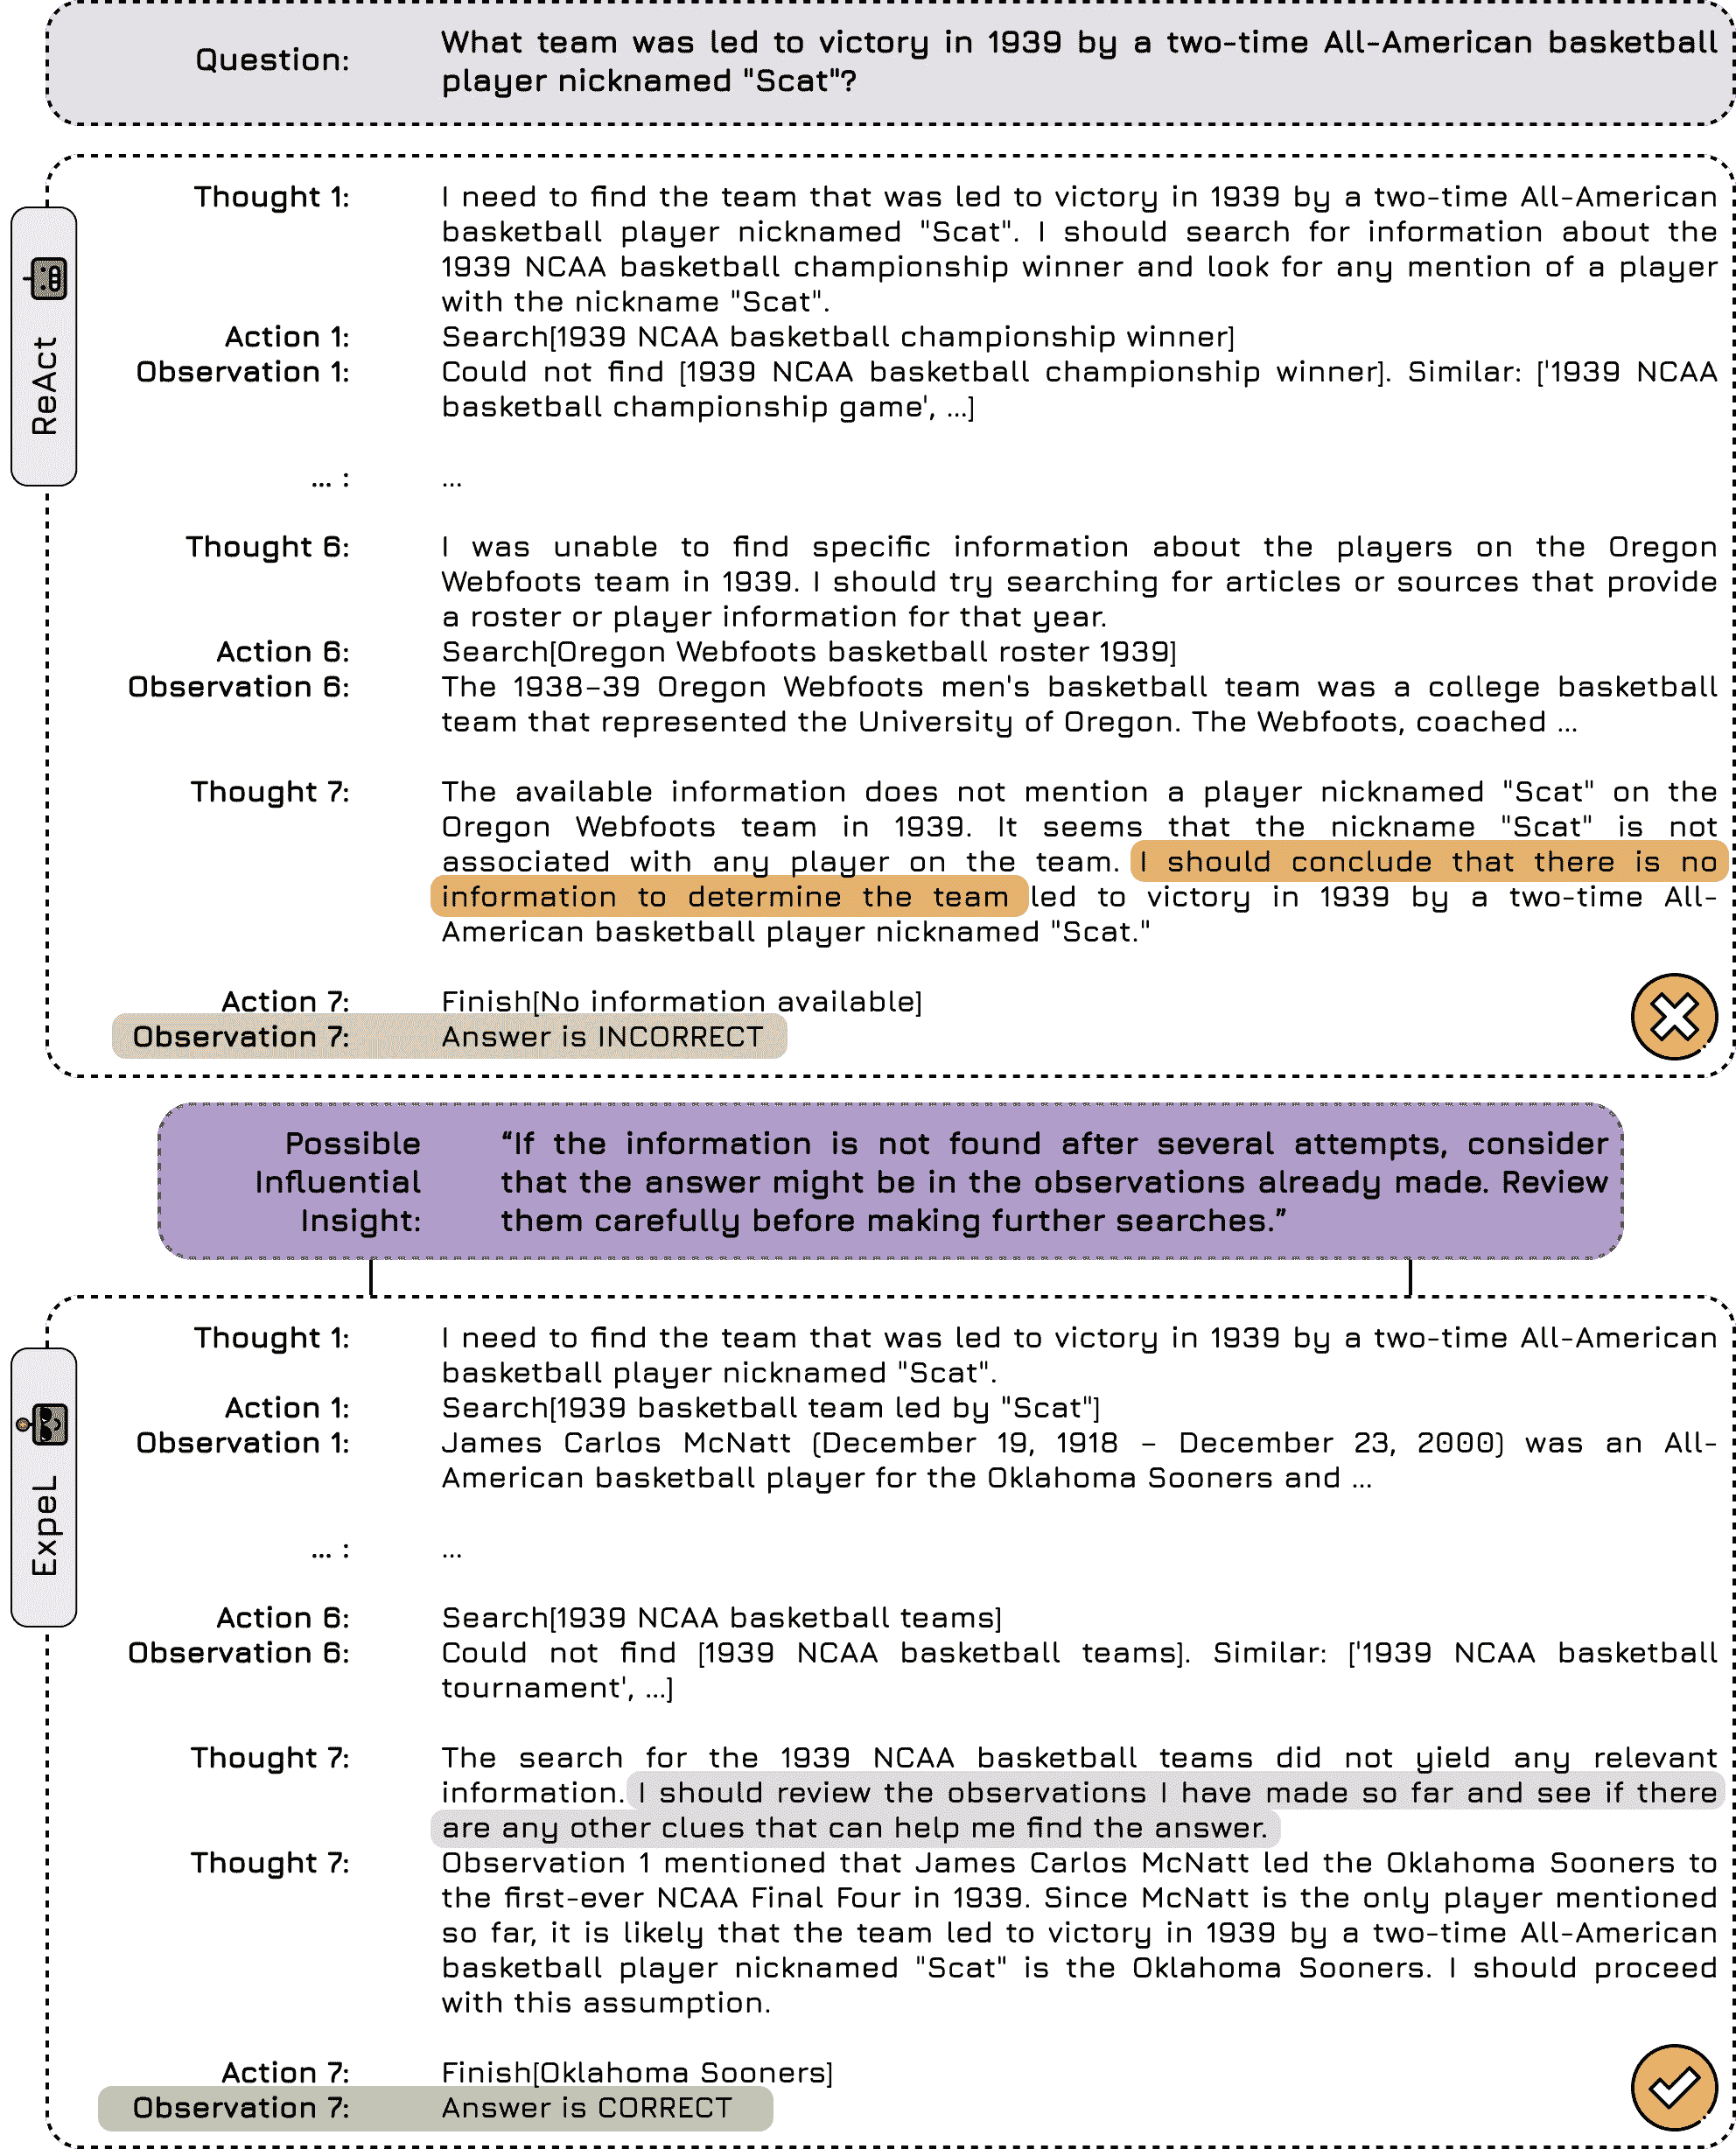 Question:
What team was led to victory in 1939 by a two-time All-American basketball
player nicknamed "Scat"?
ReAct
Thought 1:
I need to find the team that was led to victory in 1939 by a two-time All-American
basketball player nicknamed "Scat". I should search for information about the
1939 NCAA basketball championship winner and look for any mention of a player
with the nickname "Scat".
Action 1:
Search[1939 NCAA basketball championship winner]
Observation 1:
Could not find [1939 NCAA basketball championship winner]. Similar: ['1939 NCAA
basketball championship game', ...]
... :
...
Thought 6:
I was unable to find specific information about the players on the Oregon
Webfoots team in 1939. I should try searching for articles or sources that provide
a roster or player information for that year.
Action 6:
Search[Oregon Webfoots basketball roster 1939]
Observation 6:
The 1938–39 Oregon Webfoots men's basketball team was a college basketball
team that represented the University of Oregon. The Webfoots, coached ...
Thought 7:
The available information does not mention a player nicknamed "Scat" on the
Oregon Webfoots team in 1939. It seems that the nickname "Scat" is not
associated with any player on the team. I should conclude that there is no
information to determine the team led to victory in 1939 by a two-time All-
American basketball player nicknamed "Scat."
Action 7:
Finish[No information available]
Observation 7:
Answer is INCORRECT
Possible
Influential
Insight:
“If the information is not found after several attempts, consider
that the answer might be in the observations already made. Review
them carefully before making further searches.”
ExpeL
Thought 1:
I need to find the team that was led to victory in 1939 by a two-time All-American
basketball player nicknamed "Scat".
Action 1:
Search[1939 basketball team led by "Scat"]
Observation 1:
James Carlos McNatt (December 19, 1918 – December 23, 2000) was an All-
American basketball player for the Oklahoma Sooners and ...
... :
...
Action 6:
Search[1939 NCAA basketball teams]
Observation 6:
Could not find [1939 NCAA basketball teams]. Similar: ['1939 NCAA basketball
tournament', ...]
Thought 7:
The search for the 1939 NCAA basketball teams did not yield any relevant
information. I should review the observations I have made so far and see if there
are any other clues that can help me find the answer.
Thought 7:
Observation 1 mentioned that James Carlos McNatt led the Oklahoma Sooners to
the first-ever NCAA Final Four in 1939. Since McNatt is the only player mentioned
so far, it is likely that the team led to victory in 1939 by a two-time All-American
basketball player nicknamed "Scat" is the Oklahoma Sooners. I should proceed
with this assumption.
Action 7:
Finish[Oklahoma Sooners]
Observation 7:
Answer is CORRECT